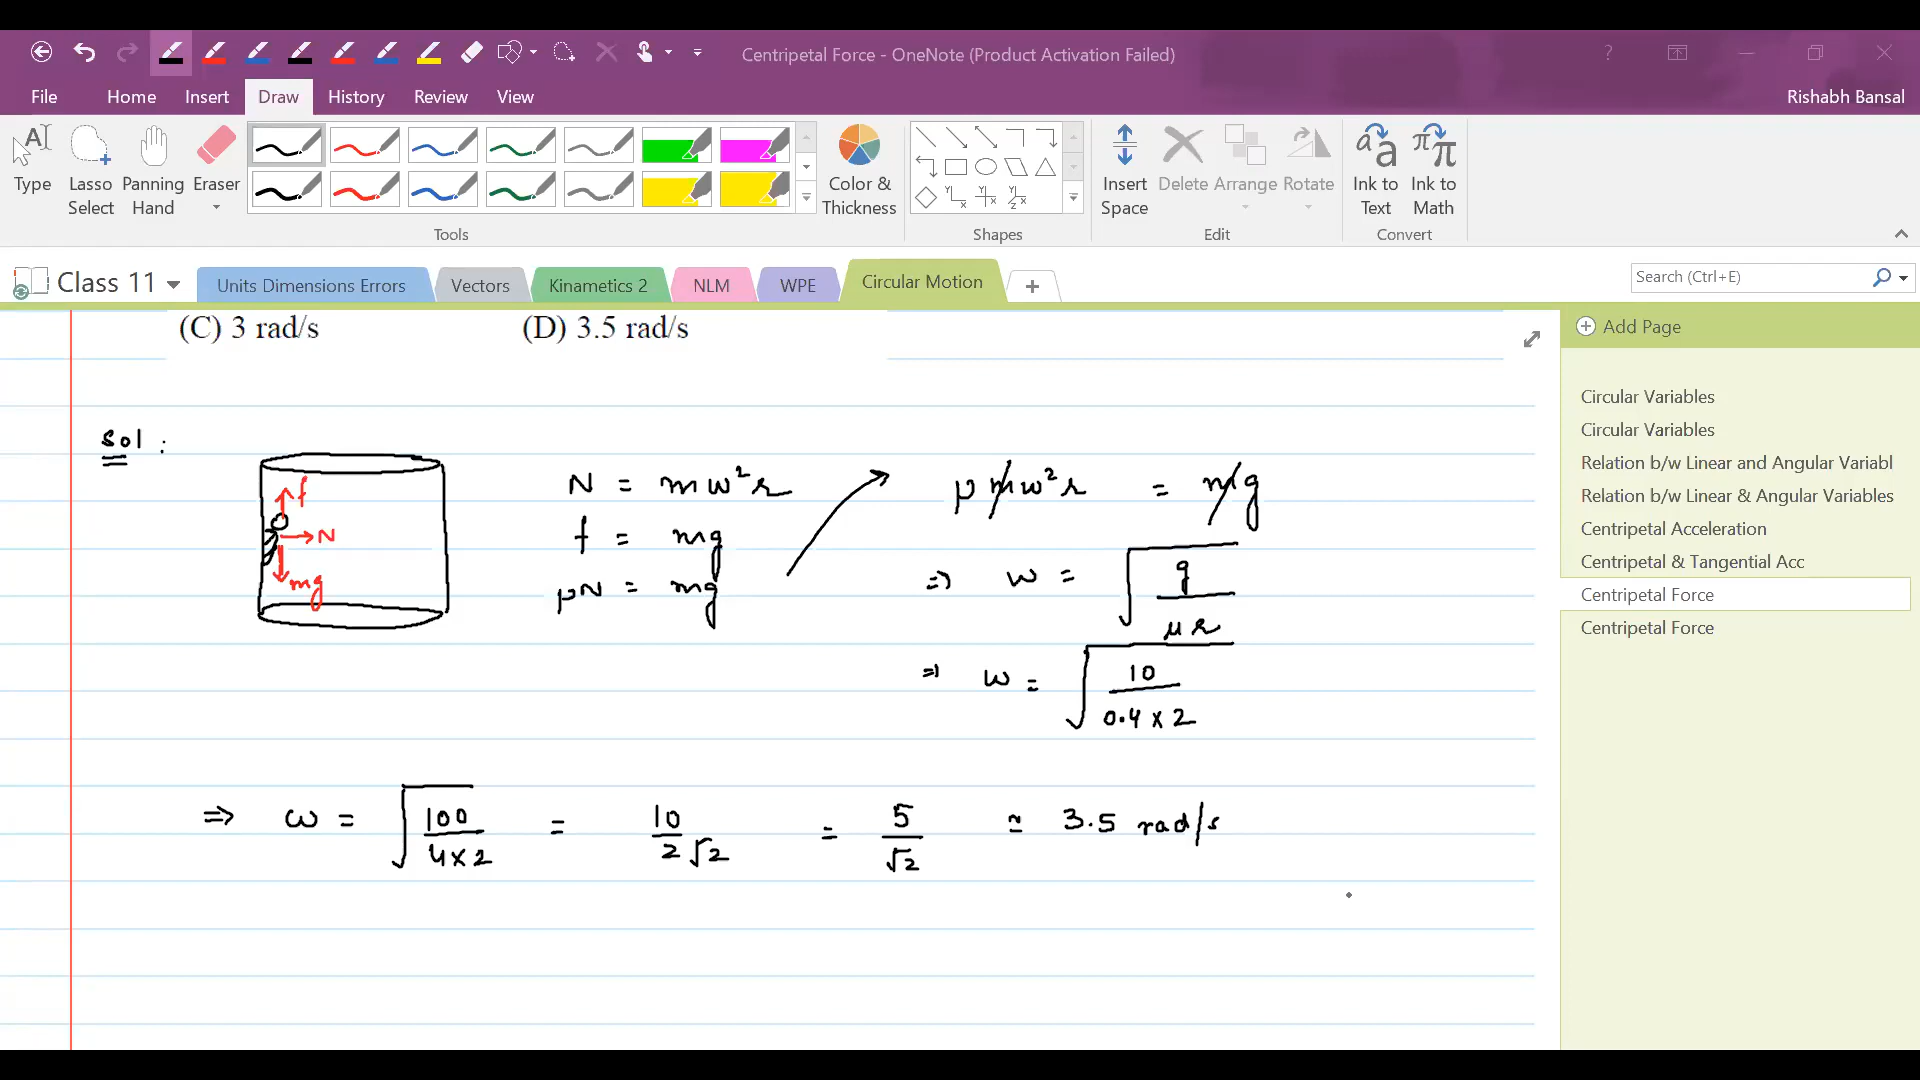 Centripetal Force - OneNote (Product Activation Failed)
?
File Home Insert Draw History Review View
Rishabh Bansal
Type
Lasso Select
Panning Hand
Eraser
Color & Thickness
Insert Space
Delete
Arrange
Rotate
Ink to Text
Ink to Math
Tools
Shapes
Edit
Convert
Class 11
Units Dimensions Errors
Vectors
Kinametics 2
NLM
WPE
Circular Motion
+
Search (Ctrl+E)
Add Page
Circular Variables
Circular Variables
Relation b/w Linear and Angular Variabl
Relation b/w Linear & Angular Variables
Centripetal Acceleration
Centripetal & Tangential Acc
Centripetal Force
Centripetal Force
(C) 3 rad/s (D) 3.5 rad/s
Sol :
f
N
mg
N = mω²r
f = mg
μN = mg
μmω²r = mg
⇒ ω = √(g/μr)
⇒ ω = √(10/0.4×2)
⇒ ω = √(100/4×2) = 10/2√2 = 5/√2 ≈ 3.5 rad/s